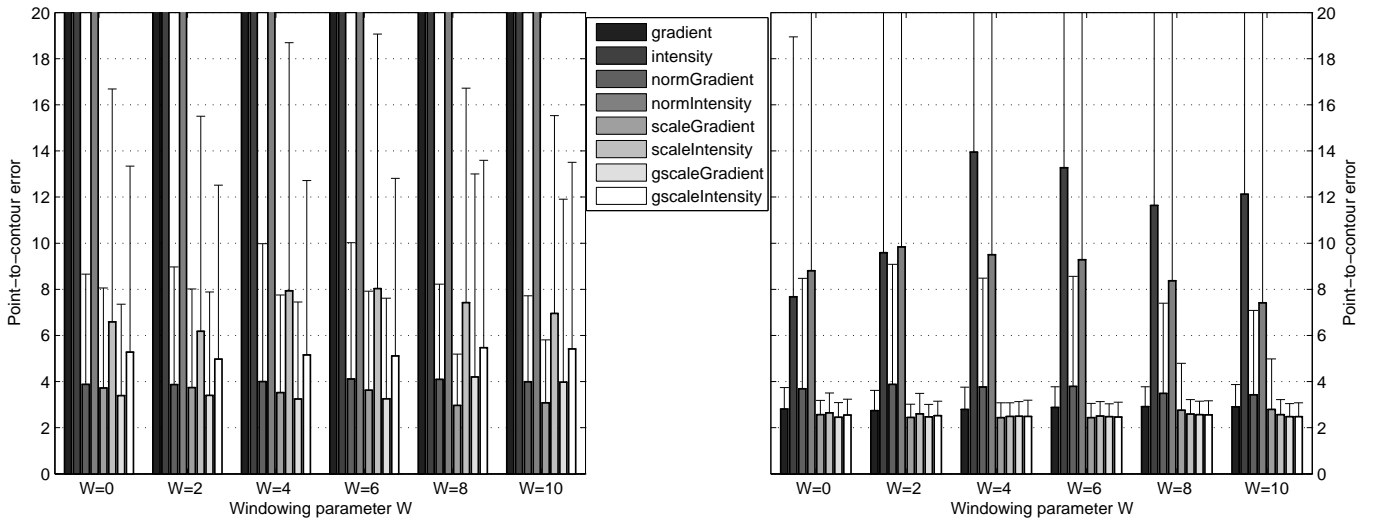 20
18
16
14
12
10
8
6
4
2
0
Point-to-contour error
W=0 W=2 W=4 W=6 W=8 W=10
Windowing parameter W
gradient
intensity
normGradient
normIntensity
scaleGradient
scaleIntensity
gscaleGradient
gscaleIntensity
20
18
16
14
12
10
8
6
4
2
0
Point-to-contour error
W=0 W=2 W=4 W=6 W=8 W=10
Windowing parameter W